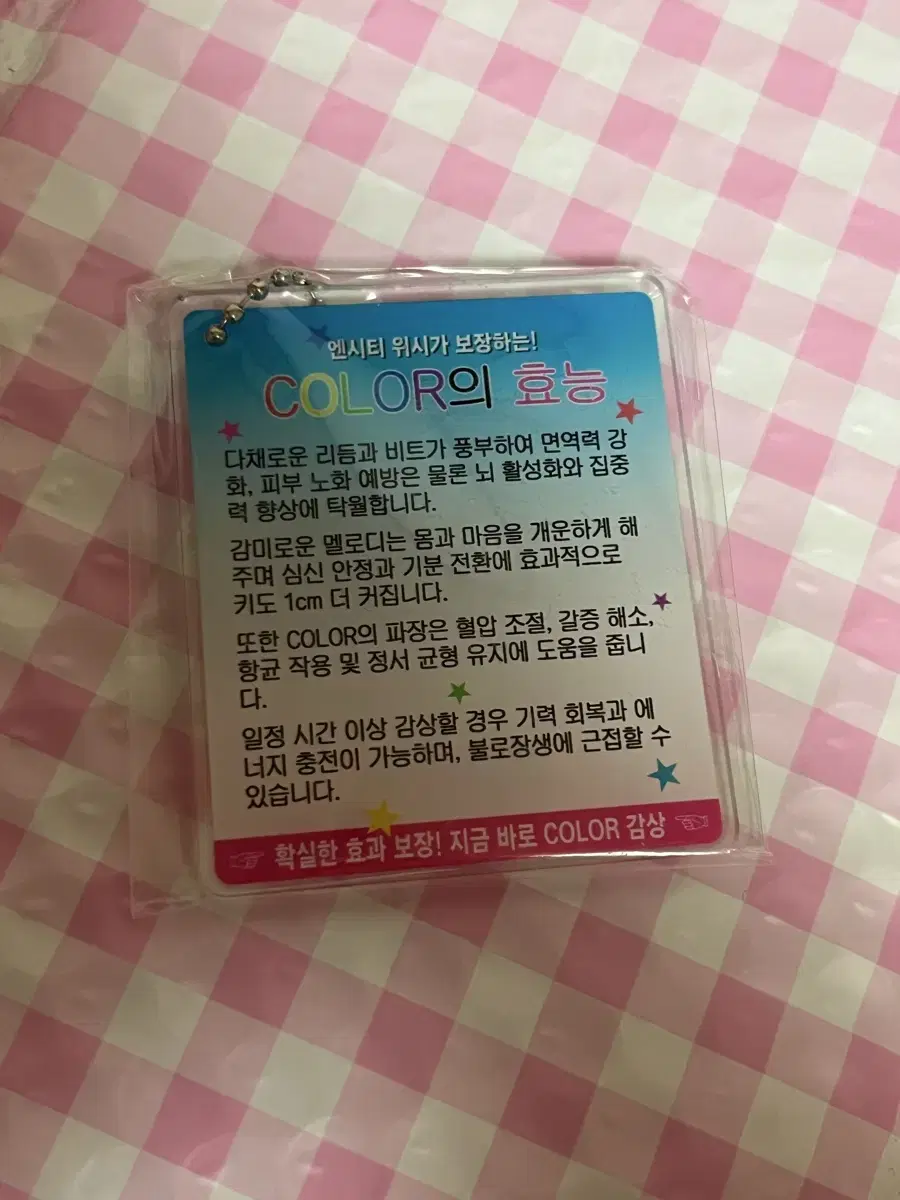 엔시티 위시가 보장하는!
COLOR의 효능
다채로운 리듬과 비트가 풍부하여 면역력 강
화, 피부 노화 예방은 물론 뇌 활성화와 집중
력 향상에 탁월합니다.
감미로운 멜로디는 몸과 마음을 개운하게 해
주며 심신 안정과 기분 전환에 효과적으로
키도 1cm 더 커집니다.
또한 COLOR의 파장은 혈압 조절, 갈증 해소,
항균 작용 및 정서 균형 유지에 도움을 줍니
다.
일정 시간 이상 감상할 경우 기력 회복과 에
너지 충전이 가능하며, 불로장생에 근접할 수
있습니다.
☞ 확실한 효과 보장! 지금 바로 COLOR 감상 ☜